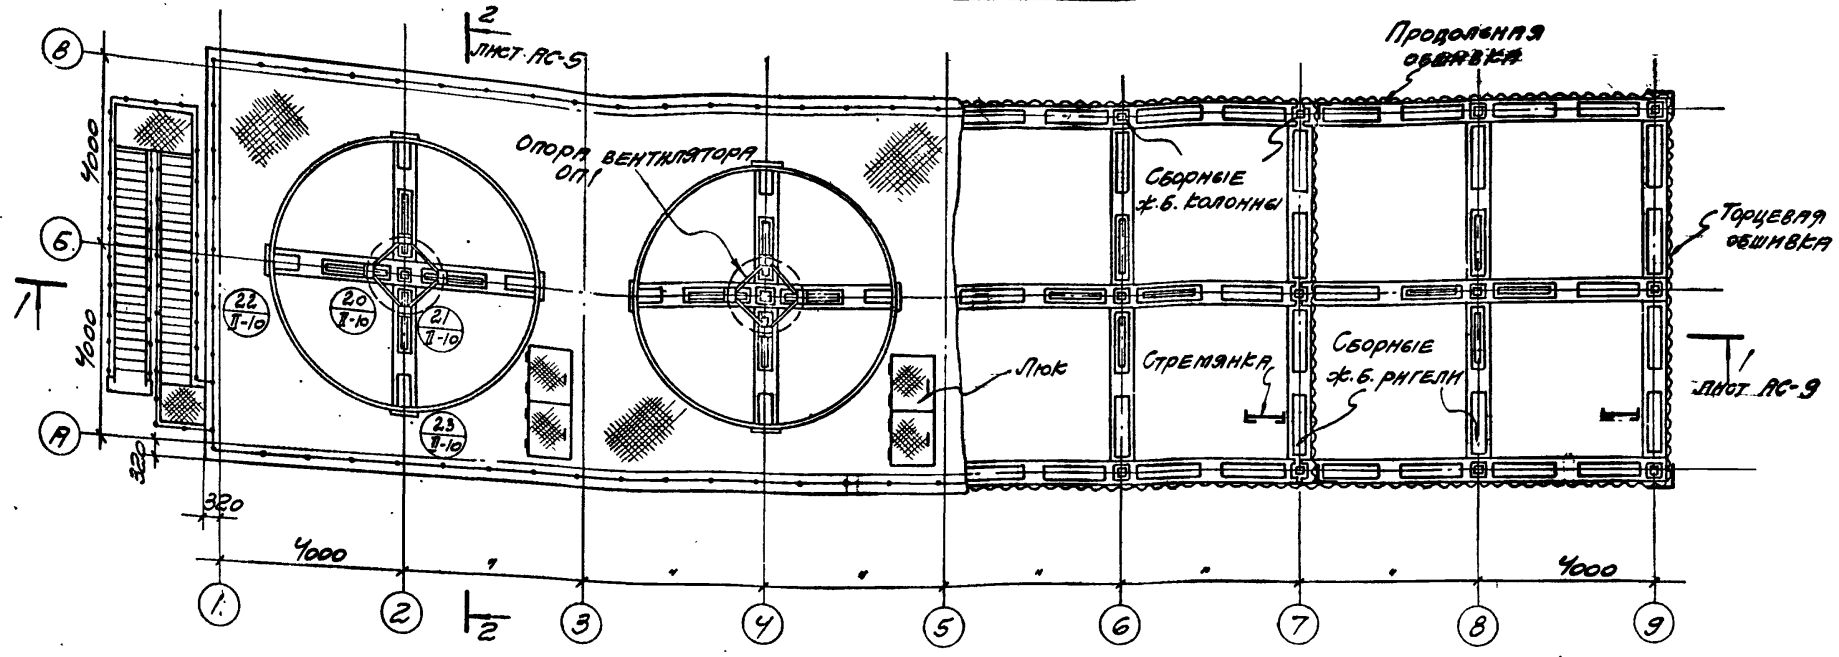 2
ЛИСТ АС-5
Продольная
обшивка
В
4000
Опора вентилятора
ОП1
Сборные
ж.б. колонны
Торцевая
обшивка
Б
1
22
II-10
20
II-10
21
II-10
4000
Люк
Стремянка
Сборные
ж.б. ригели
1
ЛИСТ АС-9
А
23
II-10
320
320
4000
"
"
"
"
"
"
4000
1
2
2
3
4
5
6
7
8
9